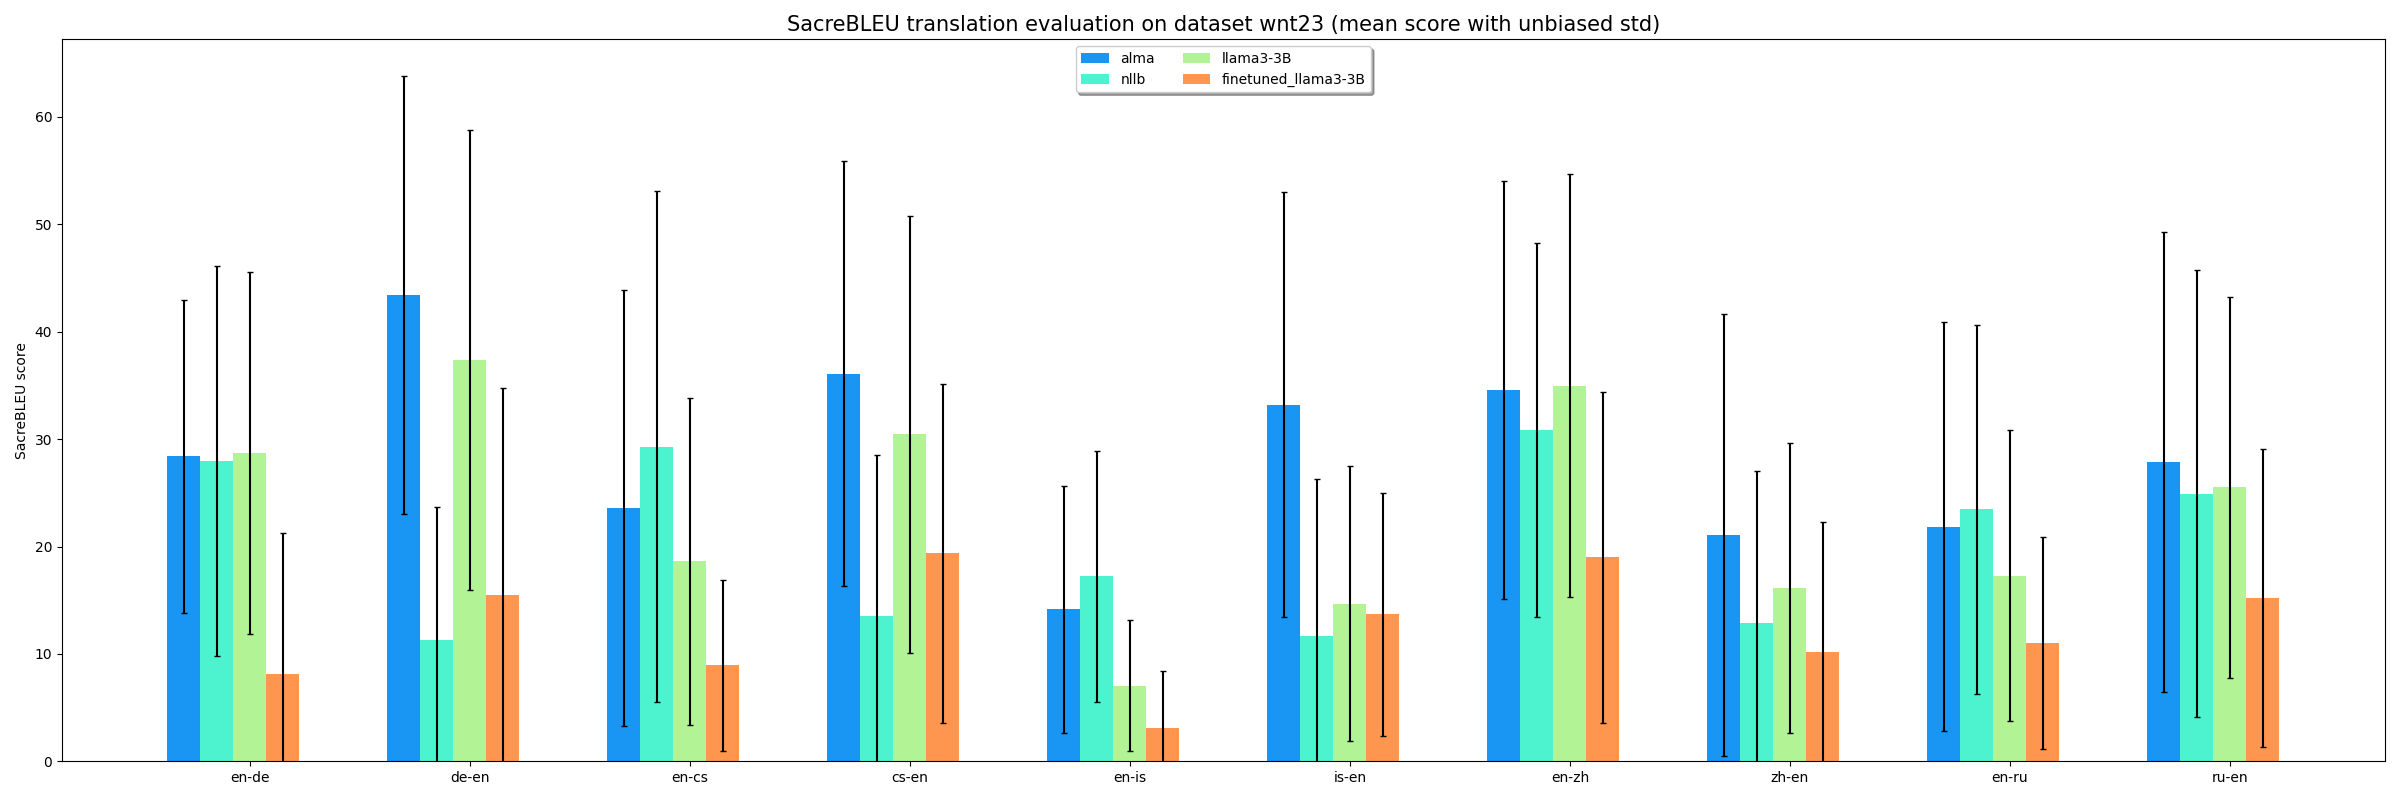 SacreBLEU translation evaluation on dataset wnt23 (mean score with unbiased std)
alma
nllb
llama3-3B
finetuned_llama3-3B
SacreBLEU score
60
50
40
30
20
10
0
en-de
de-en
en-cs
cs-en
en-is
is-en
en-zh
zh-en
en-ru
ru-en